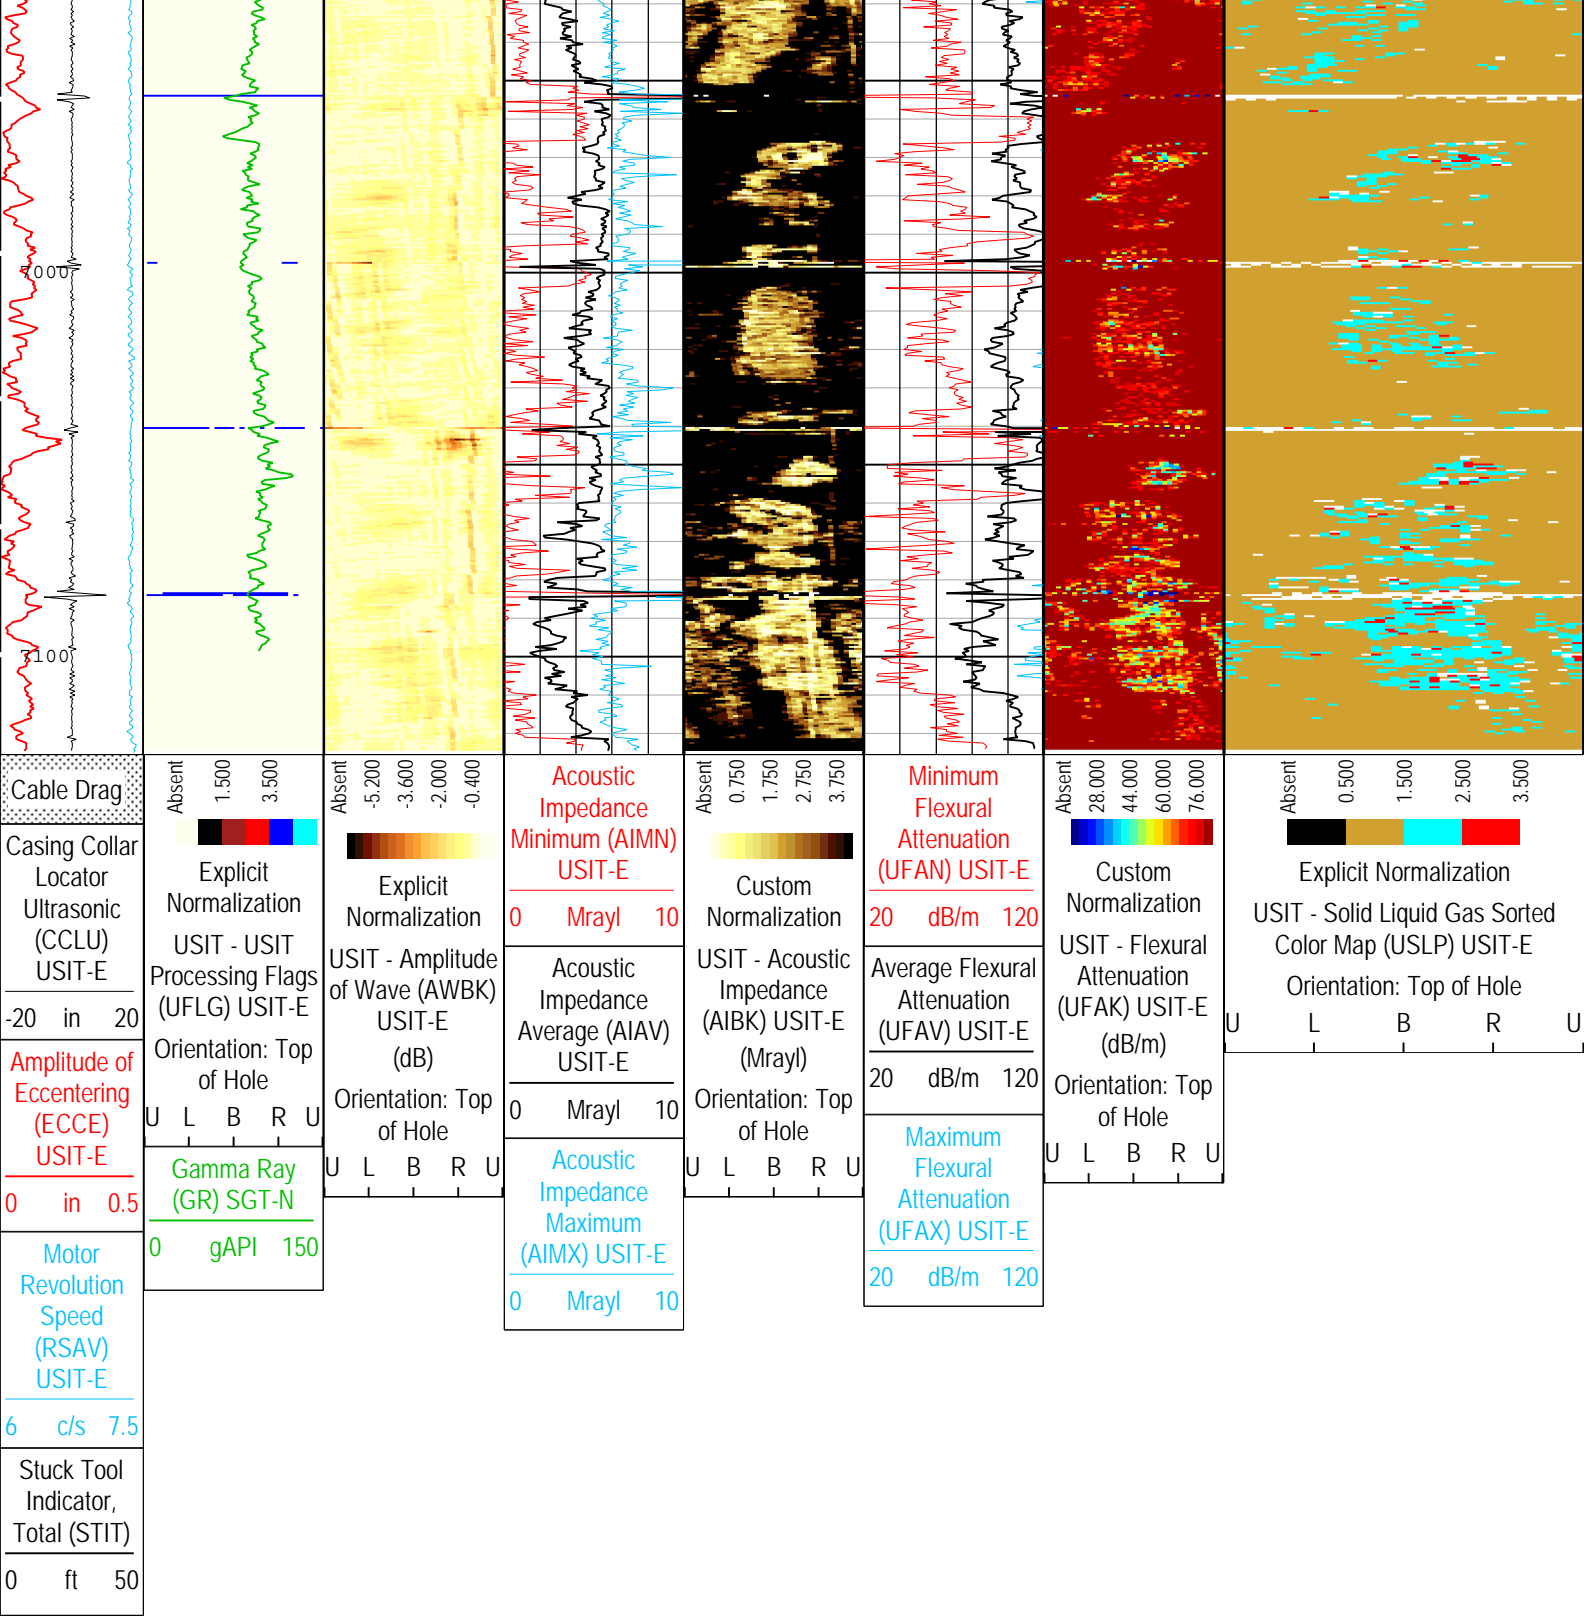 7000
7100
Cable Drag
Casing Collar
Locator
Ultrasonic
(CCLU)
USIT-E
-20 in 20
Amplitude of
Eccentering
(ECCE)
USIT-E
0 in 0.5
Motor
Revolution
Speed
(RSAV)
USIT-E
6 c/s 7.5
Stuck Tool
Indicator,
Total (STIT)
0 ft 50
Absent 1.500 3.500
Explicit
Normalization
USIT - USIT
Processing Flags
(UFLG) USIT-E
Orientation: Top
of Hole
U L B R U
Gamma Ray
(GR) SGT-N
0 gAPI 150
Absent -5.200 -3.600 -2.000 -0.400
Explicit
Normalization
USIT - Amplitude
of Wave (AWBK)
USIT-E
(dB)
Orientation: Top
of Hole
U L B R U
Acoustic
Impedance
Minimum (AIMN)
USIT-E
0 Mrayl 10
Acoustic
Impedance
Average (AIAV)
USIT-E
0 Mrayl 10
Acoustic
Impedance
Maximum
(AIMX) USIT-E
0 Mrayl 10
Absent 0.750 1.750 2.750 3.750
Custom
Normalization
USIT - Acoustic
Impedance
(AIBK) USIT-E
(Mrayl)
Orientation: Top
of Hole
U L B R U
Minimum
Flexural
Attenuation
(UFAN) USIT-E
20 dB/m 120
Average Flexural
Attenuation
(UFAV) USIT-E
20 dB/m 120
Maximum
Flexural
Attenuation
(UFAX) USIT-E
20 dB/m 120
Absent 28.000 44.000 60.000 76.000
Custom
Normalization
USIT - Flexural
Attenuation
(UFAK) USIT-E
(dB/m)
Orientation: Top
of Hole
U L B R U
Absent 0.500 1.500 2.500 3.500
Explicit Normalization
USIT - Solid Liquid Gas Sorted
Color Map (USLP) USIT-E
Orientation: Top of Hole
U L B R U